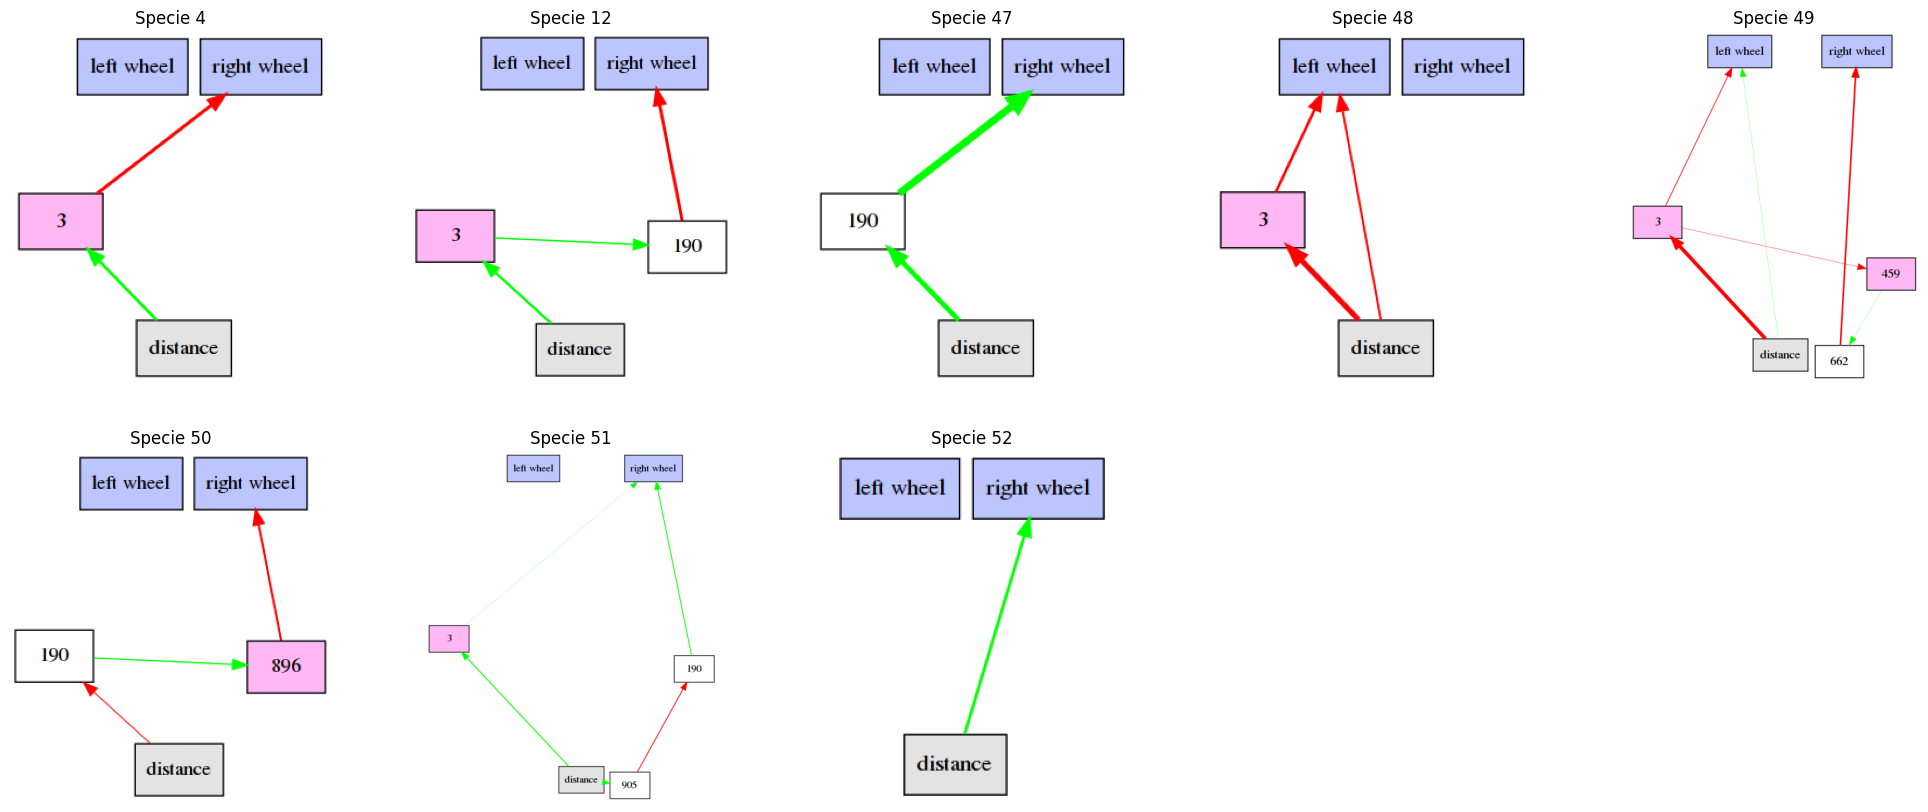 Specie 4
left wheel
right wheel
3
distance
Specie 12
left wheel
right wheel
3
190
distance
Specie 47
left wheel
right wheel
190
distance
Specie 48
left wheel
right wheel
3
distance
Specie 49
left wheel
right wheel
3
459
distance
662
Specie 50
left wheel
right wheel
190
896
distance
Specie 51
left wheel
right wheel
3
190
distance
905
Specie 52
left wheel
right wheel
distance